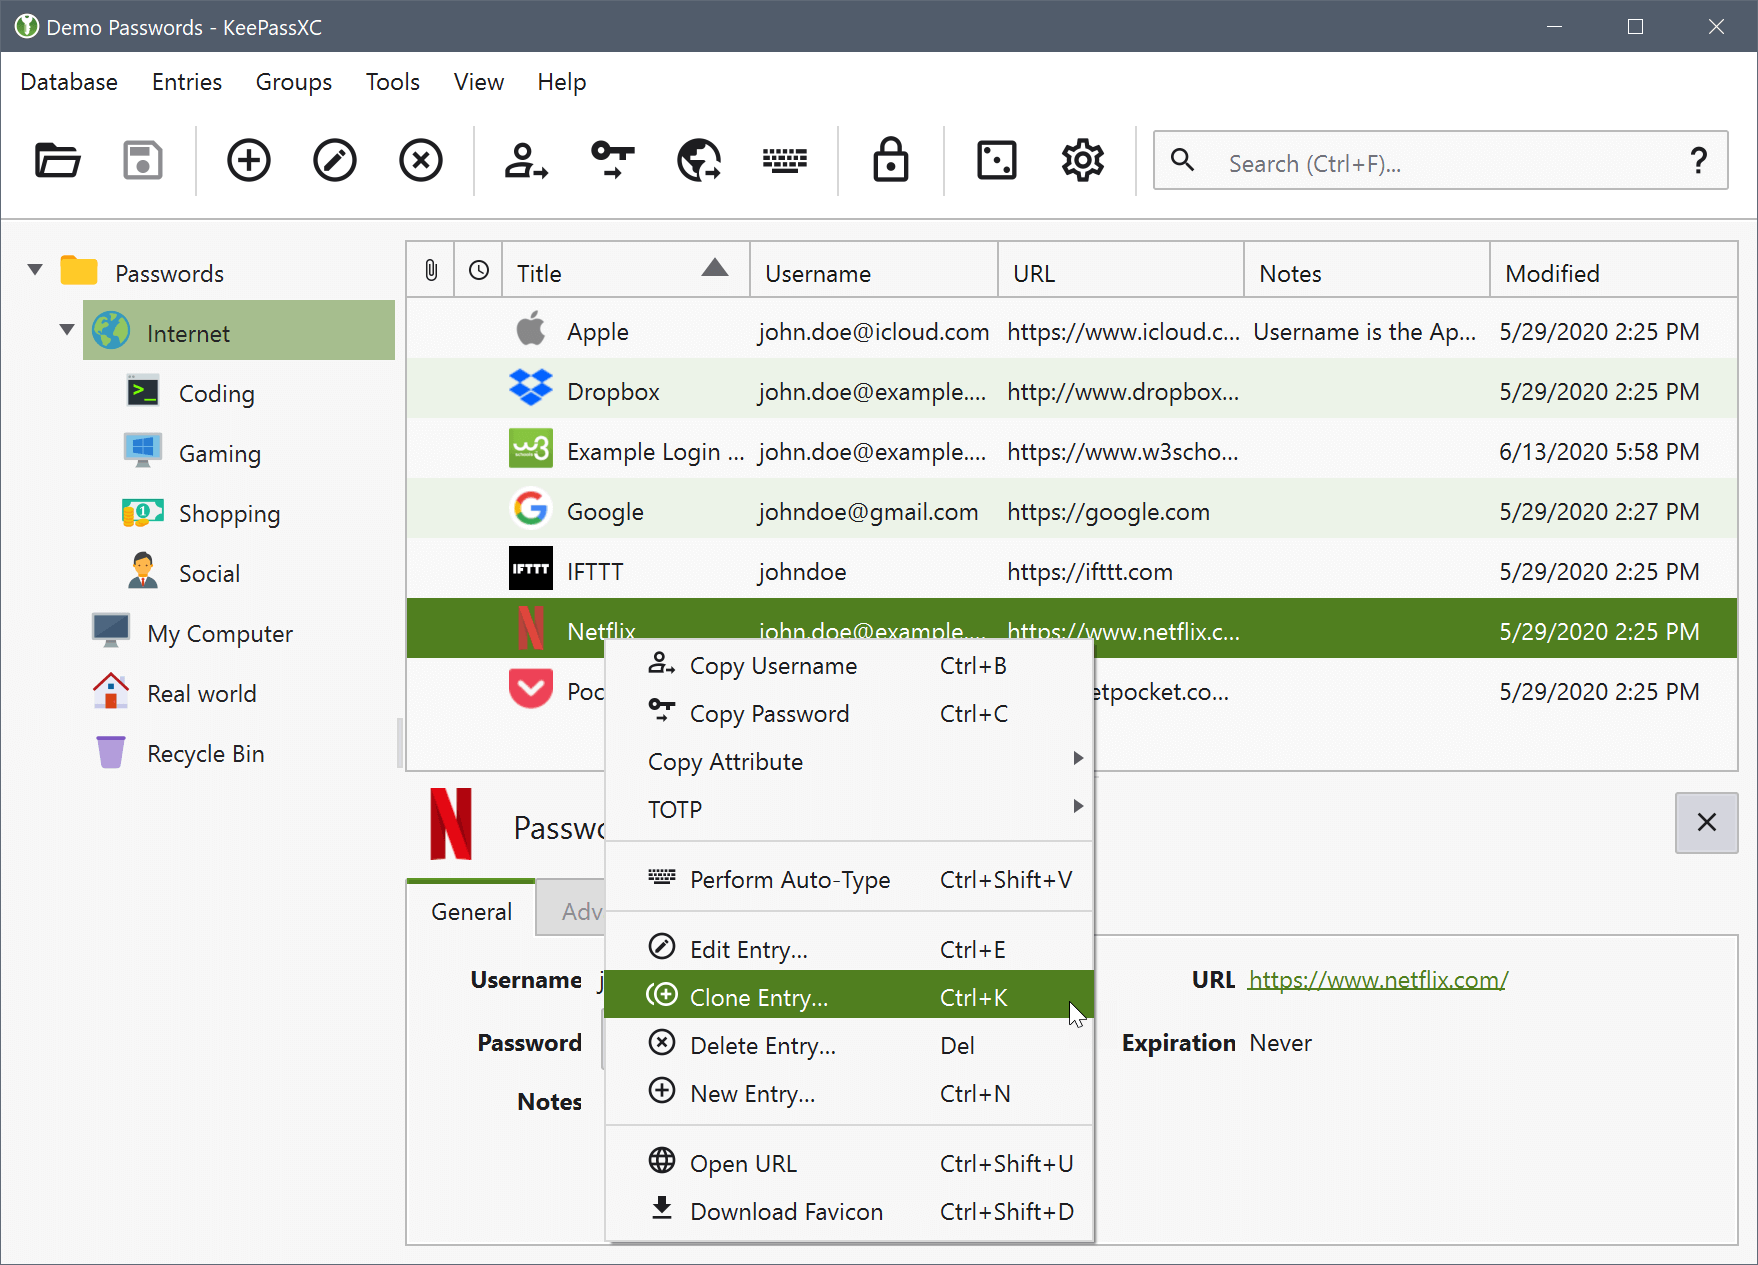 Demo Passwords - KeePassXC
Database Entries Groups Tools View Help
Search (Ctrl+F)... ?
Passwords
Internet
Coding
Gaming
Shopping
Social
My Computer
Real world
Recycle Bin
Title Username URL Notes Modified
Apple john.doe@icloud.com https://www.icloud.c... Username is the Ap... 5/29/2020 2:25 PM
Dropbox john.doe@example.... http://www.dropbox... 5/29/2020 2:25 PM
Example Login ... john.doe@example.... https://www.w3scho... 6/13/2020 5:58 PM
Google johndoe@gmail.com https://google.com 5/29/2020 2:27 PM
IFTTT IFTTT johndoe https://ifttt.com 5/29/2020 2:25 PM
Netflix john.doe@example.... https://www.netflix.c... 5/29/2020 2:25 PM
Poc etpocket.co... 5/29/2020 2:25 PM
Copy Username Ctrl+B
Copy Password Ctrl+C
Copy Attribute
TOTP
Perform Auto-Type Ctrl+Shift+V
Edit Entry... Ctrl+E
Clone Entry... Ctrl+K
Delete Entry... Del
New Entry... Ctrl+N
Open URL Ctrl+Shift+U
Download Favicon Ctrl+Shift+D
Passwo
General Adv
Username j URL https://www.netflix.com/
Password Expiration Never
Notes